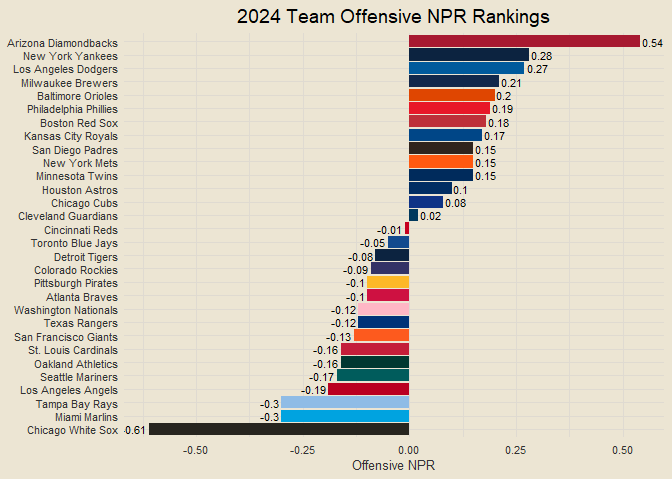 2024 Team Offensive NPR Rankings
Arizona Diamondbacks 0.54
New York Yankees 0.28
Los Angeles Dodgers 0.27
Milwaukee Brewers 0.21
Baltimore Orioles 0.2
Philadelphia Phillies 0.19
Boston Red Sox 0.18
Kansas City Royals 0.17
San Diego Padres 0.15
New York Mets 0.15
Minnesota Twins 0.15
Houston Astros 0.1
Chicago Cubs 0.08
Cleveland Guardians 0.02
Cincinnati Reds -0.01
Toronto Blue Jays -0.05
Detroit Tigers -0.08
Colorado Rockies -0.09
Pittsburgh Pirates -0.1
Atlanta Braves -0.1
Washington Nationals -0.12
Texas Rangers -0.12
San Francisco Giants -0.13
St. Louis Cardinals -0.16
Oakland Athletics -0.16
Seattle Mariners -0.17
Los Angeles Angels -0.19
Tampa Bay Rays -0.3
Miami Marlins -0.3
Chicago White Sox -0.61
-0.50 -0.25 0.00 0.25 0.50
Offensive NPR